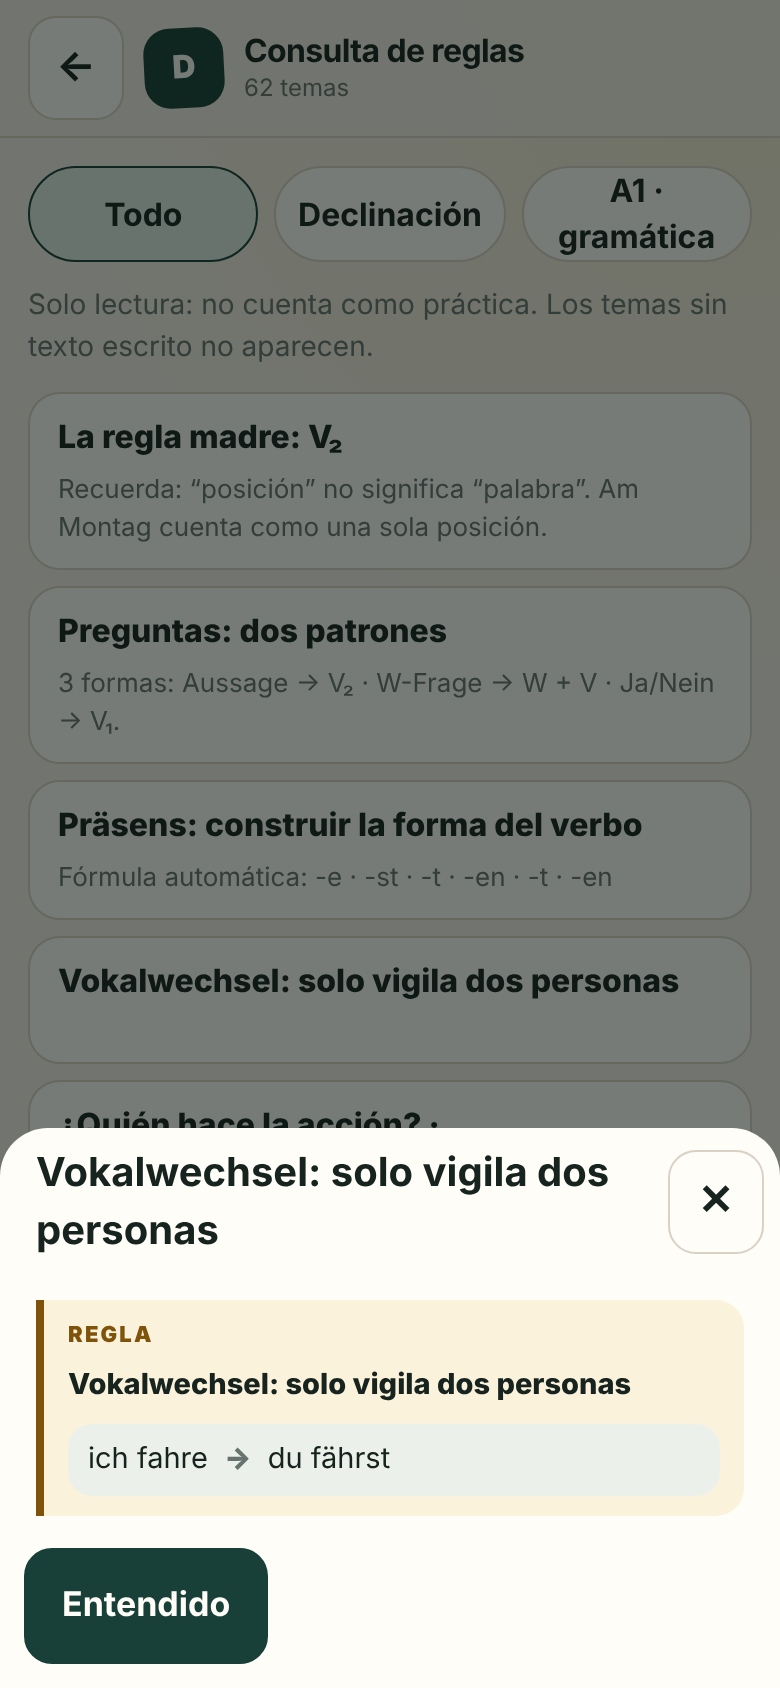 ←
D
Consulta de reglas
62 temas
Todo
Declinación
A1 ·
gramática
Solo lectura: no cuenta como práctica. Los temas sin
texto escrito no aparecen.
La regla madre: V₂
Recuerda: “posición” no significa “palabra”. Am
Montag cuenta como una sola posición.
Preguntas: dos patrones
3 formas: Aussage → V₂ · W-Frage → W + V · Ja/Nein
→ V₁.
Präsens: construir la forma del verbo
Fórmula automática: -e · -st · -t · -en · -t · -en
Vokalwechsel: solo vigila dos personas
¿Quién hace la acción? ·
Vokalwechsel: solo vigila dos
personas
✕
REGLA
Vokalwechsel: solo vigila dos personas
ich fahre → du fährst
Entendido